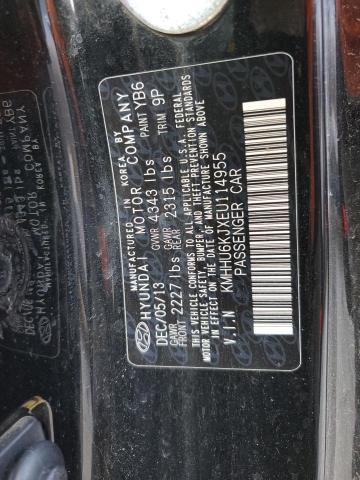 MANUFACTURED IN KOREA BY
HYUNDAI MOTOR COMPANY
DEC/05/13 GVWR 4343 lbs PAINT YB6
GAWR FRONT 2227 lbs GAWR REAR 2315 lbs TRIM 9P
THIS VEHICLE CONFORMS TO ALL APPLICABLE U.S.A. FEDERAL
MOTOR VEHICLE SAFETY, BUMPER, AND THEFT PREVENTION STANDARDS
IN EFFECT ON THE DATE OF MANUFACTURE SHOWN ABOVE
V.I.N KMHHU6KJXEU114955
PASSENGER CAR